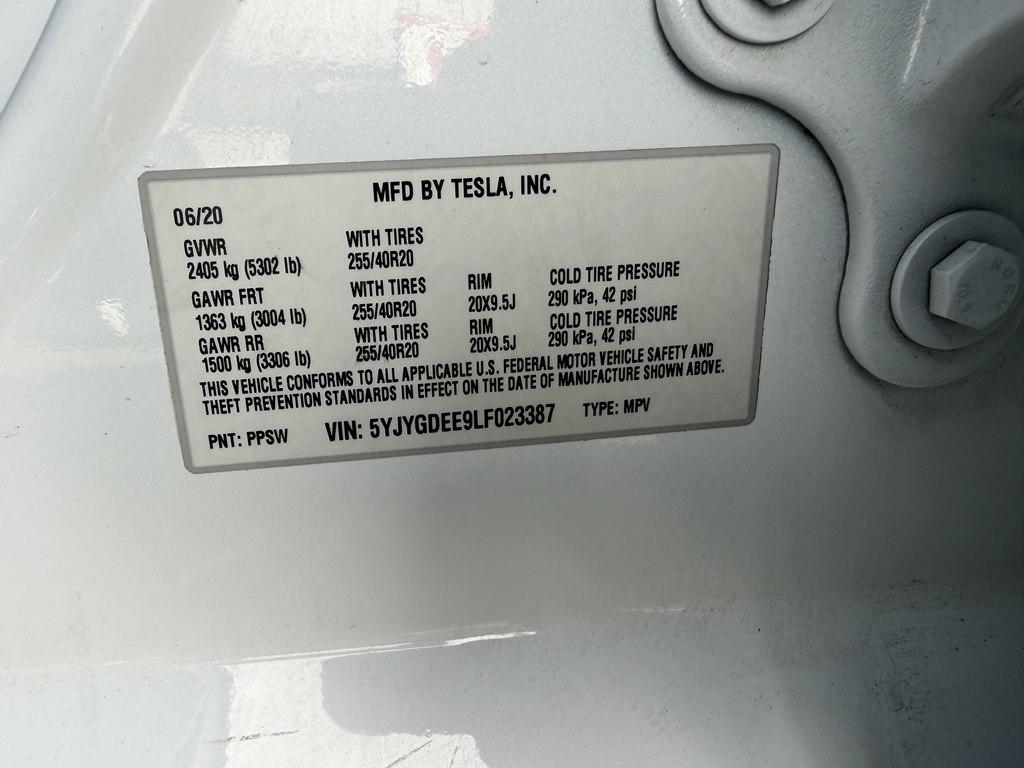 MFD BY TESLA, INC.
06/20
GVWR WITH TIRES
2405 kg (5302 lb) 255/40R20
GAWR FRT WITH TIRES RIM COLD TIRE PRESSURE
1363 kg (3004 lb) 255/40R20 20X9.5J 290 kPa, 42 psi
GAWR RR WITH TIRES RIM COLD TIRE PRESSURE
1500 kg (3306 lb) 255/40R20 20X9.5J 290 kPa, 42 psi
THIS VEHICLE CONFORMS TO ALL APPLICABLE U.S. FEDERAL MOTOR VEHICLE SAFETY AND
THEFT PREVENTION STANDARDS IN EFFECT ON THE DATE OF MANUFACTURE SHOWN ABOVE.
PNT: PPSW VIN: 5YJYGDEE9LF023387 TYPE: MPV
10.9